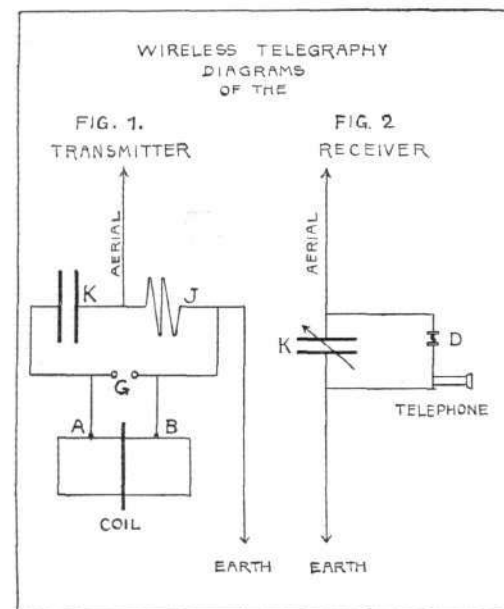 WIRELESS TELEGRAPHY
DIAGRAMS
OF THE
FIG. 1.
TRANSMITTER
FIG. 2
RECEIVER
AERIAL
AERIAL
K
J
K
D
G
TELEPHONE
A
B
COIL
EARTH
EARTH